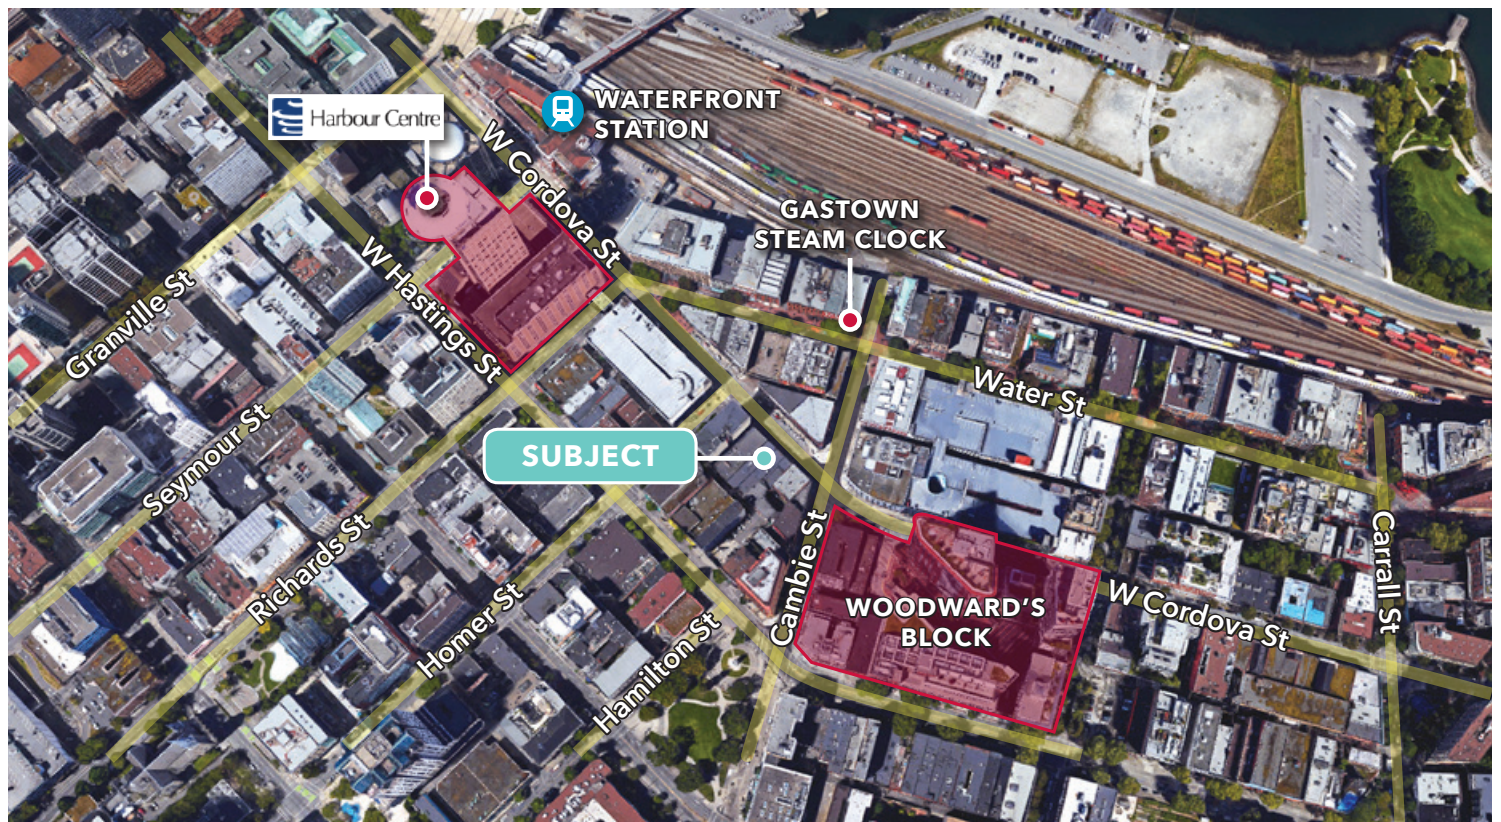 Harbour Centre
WATERFRONT
STATION
W Cordova St
GASTOWN
STEAM CLOCK
W Hastings St
Granville St
Water St
Seymour St
SUBJECT
Richards St
Cambie St
Carrall St
Homer St
WOODWARD'S
BLOCK
W Cordova St
Hamilton St